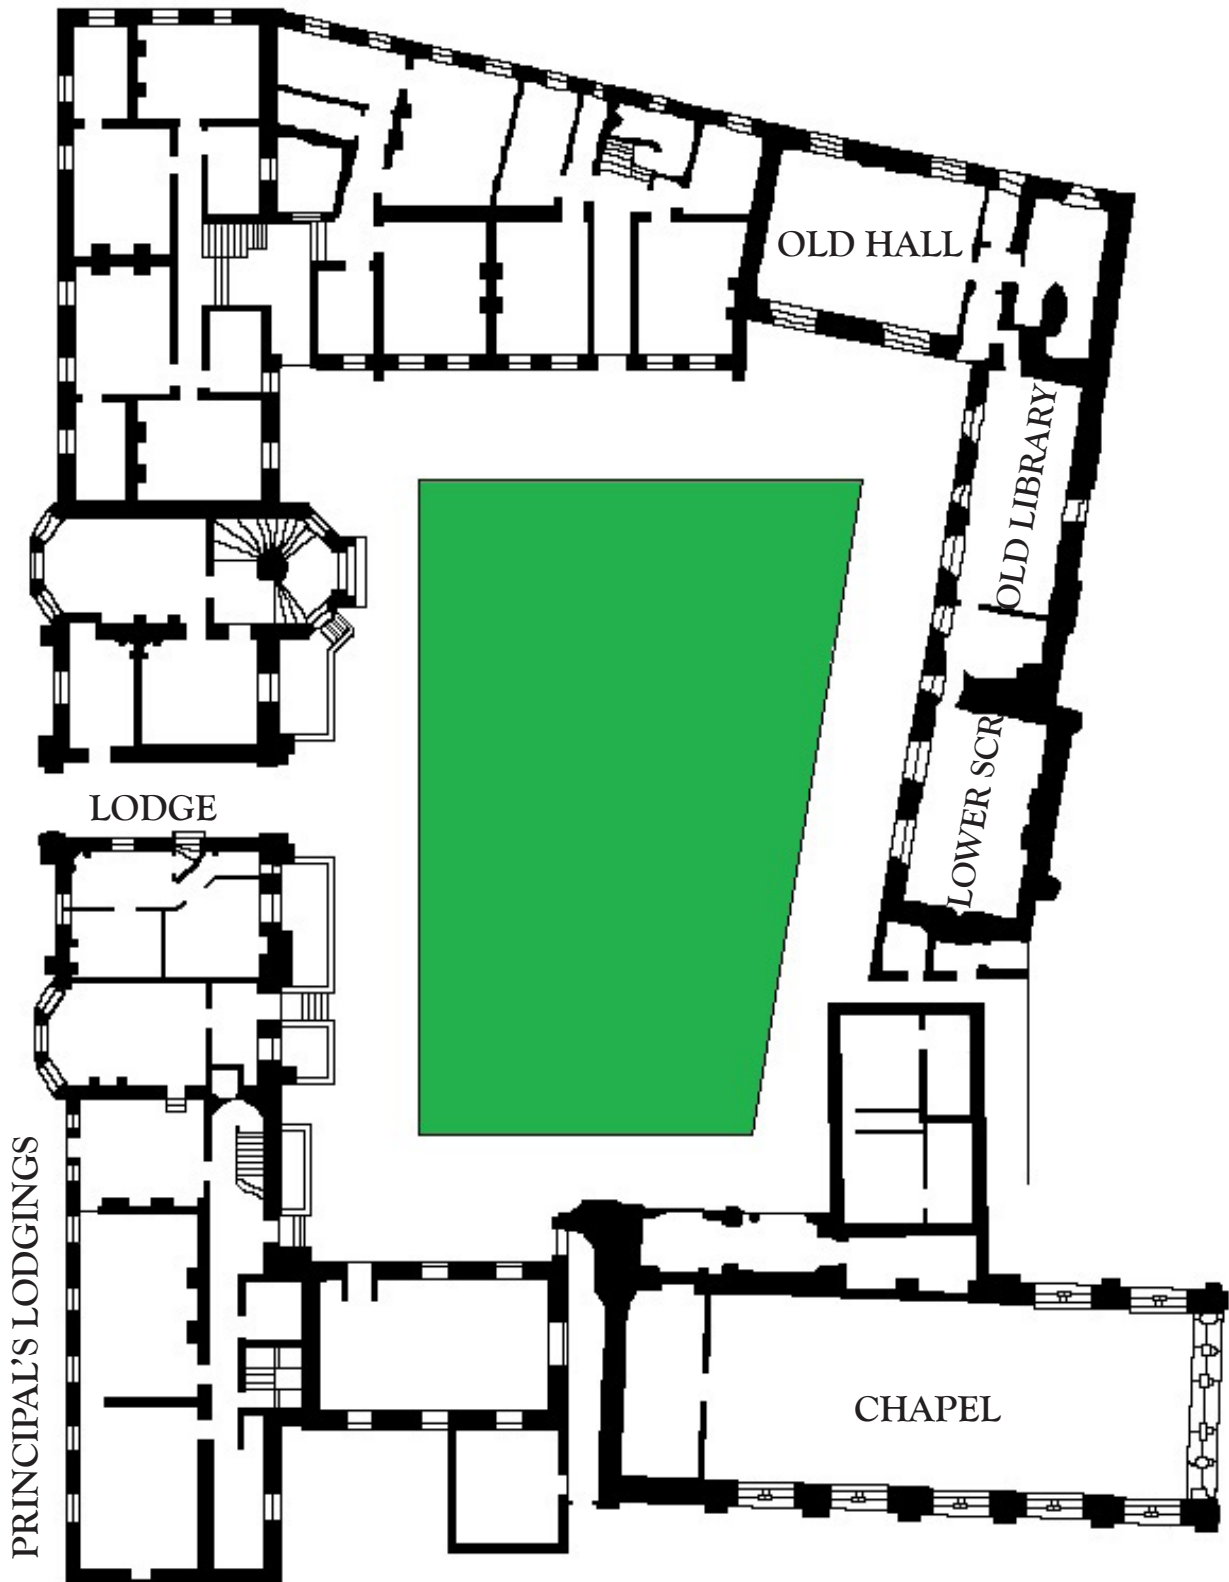 OLD HALL
OLD LIBRARY
LOWER SCR
LODGE
PRINCIPAL'S LODGINGS
CHAPEL